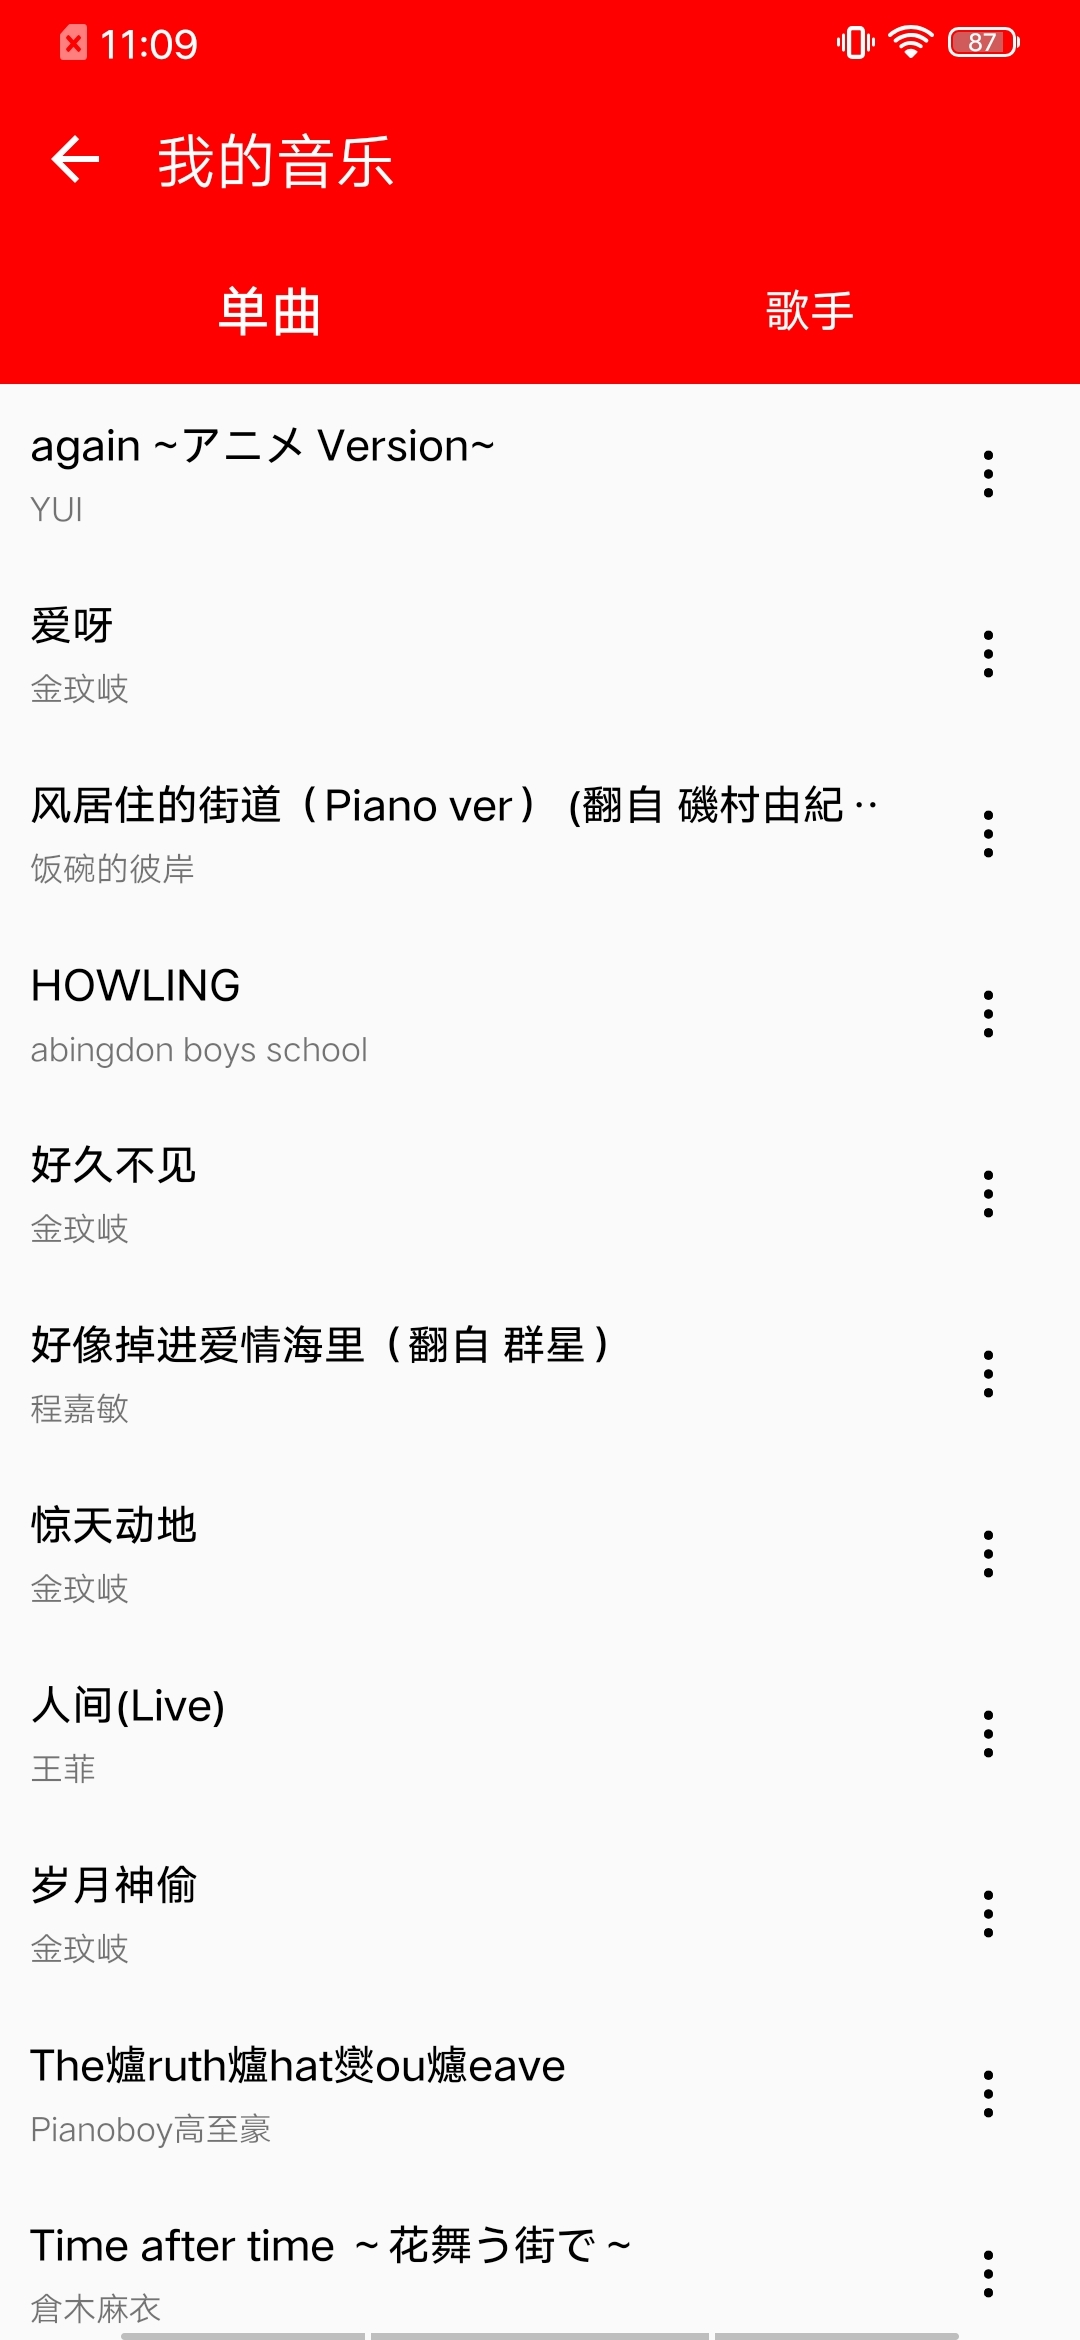 11:09
87
我的音乐
单曲
歌手
again ~アニメ Version~
YUI
爱呀
金玟岐
风居住的街道（Piano ver） (翻自 磯村由紀··
饭碗的彼岸
HOWLING
abingdon boys school
好久不见
金玟岐
好像掉进爱情海里（翻自 群星）
程嘉敏
惊天动地
金玟岐
人间(Live)
王菲
岁月神偷
金玟岐
The爐ruth爐hat燹ou爐eave
Pianoboy高至豪
Time after time ～花舞う街で～
倉木麻衣